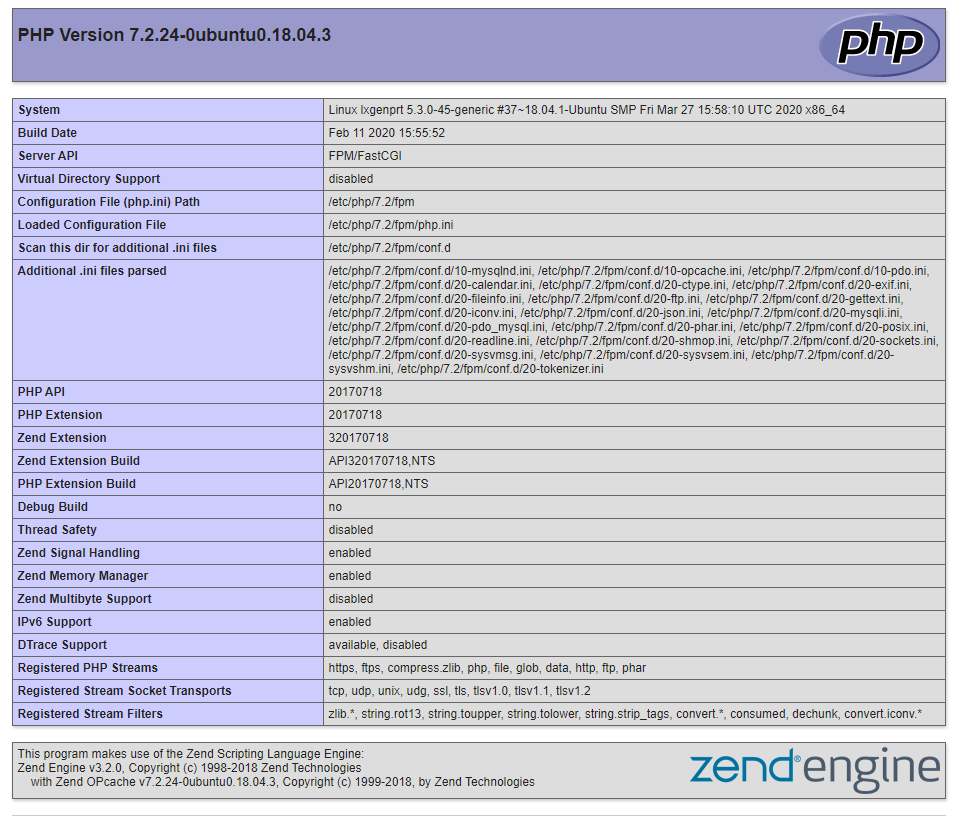 PHP Version 7.2.24-0ubuntu0.18.04.3
php
System Linux lxgenprt 5.3.0-45-generic #37~18.04.1-Ubuntu SMP Fri Mar 27 15:58:10 UTC 2020 x86_64
Build Date Feb 11 2020 15:55:52
Server API FPM/FastCGI
Virtual Directory Support disabled
Configuration File (php.ini) Path /etc/php/7.2/fpm
Loaded Configuration File /etc/php/7.2/fpm/php.ini
Scan this dir for additional .ini files /etc/php/7.2/fpm/conf.d
Additional .ini files parsed /etc/php/7.2/fpm/conf.d/10-mysqlnd.ini, /etc/php/7.2/fpm/conf.d/10-opcache.ini, /etc/php/7.2/fpm/conf.d/10-pdo.ini,
/etc/php/7.2/fpm/conf.d/20-calendar.ini, /etc/php/7.2/fpm/conf.d/20-ctype.ini, /etc/php/7.2/fpm/conf.d/20-exif.ini,
/etc/php/7.2/fpm/conf.d/20-fileinfo.ini, /etc/php/7.2/fpm/conf.d/20-ftp.ini, /etc/php/7.2/fpm/conf.d/20-gettext.ini,
/etc/php/7.2/fpm/conf.d/20-iconv.ini, /etc/php/7.2/fpm/conf.d/20-json.ini, /etc/php/7.2/fpm/conf.d/20-mysqli.ini,
/etc/php/7.2/fpm/conf.d/20-pdo_mysql.ini, /etc/php/7.2/fpm/conf.d/20-phar.ini, /etc/php/7.2/fpm/conf.d/20-posix.ini,
/etc/php/7.2/fpm/conf.d/20-readline.ini, /etc/php/7.2/fpm/conf.d/20-shmop.ini, /etc/php/7.2/fpm/conf.d/20-sockets.ini,
/etc/php/7.2/fpm/conf.d/20-sysvmsg.ini, /etc/php/7.2/fpm/conf.d/20-sysvsem.ini, /etc/php/7.2/fpm/conf.d/20-
sysvshm.ini, /etc/php/7.2/fpm/conf.d/20-tokenizer.ini
PHP API 20170718
PHP Extension 20170718
Zend Extension 320170718
Zend Extension Build API320170718,NTS
PHP Extension Build API20170718,NTS
Debug Build no
Thread Safety disabled
Zend Signal Handling enabled
Zend Memory Manager enabled
Zend Multibyte Support disabled
IPv6 Support enabled
DTrace Support available, disabled
Registered PHP Streams https, ftps, compress.zlib, php, file, glob, data, http, ftp, phar
Registered Stream Socket Transports tcp, udp, unix, udg, ssl, tls, tlsv1.0, tlsv1.1, tlsv1.2
Registered Stream Filters zlib.*, string.rot13, string.toupper, string.tolower, string.strip_tags, convert.*, consumed, dechunk, convert.iconv.*
This program makes use of the Zend Scripting Language Engine:
Zend Engine v3.2.0, Copyright (c) 1998-2018 Zend Technologies
with Zend OPcache v7.2.24-0ubuntu0.18.04.3, Copyright (c) 1999-2018, by Zend Technologies
zend® engine